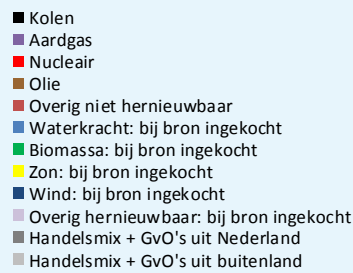 Kolen
Aardgas
Nucleair
Olie
Overig niet hernieuwbaar
Waterkracht: bij bron ingekocht
Biomassa: bij bron ingekocht
Zon: bij bron ingekocht
Wind: bij bron ingekocht
Overig hernieuwbaar: bij bron ingekocht
Handelsmix + GvO's uit Nederland
Handelsmix + GvO's uit buitenland